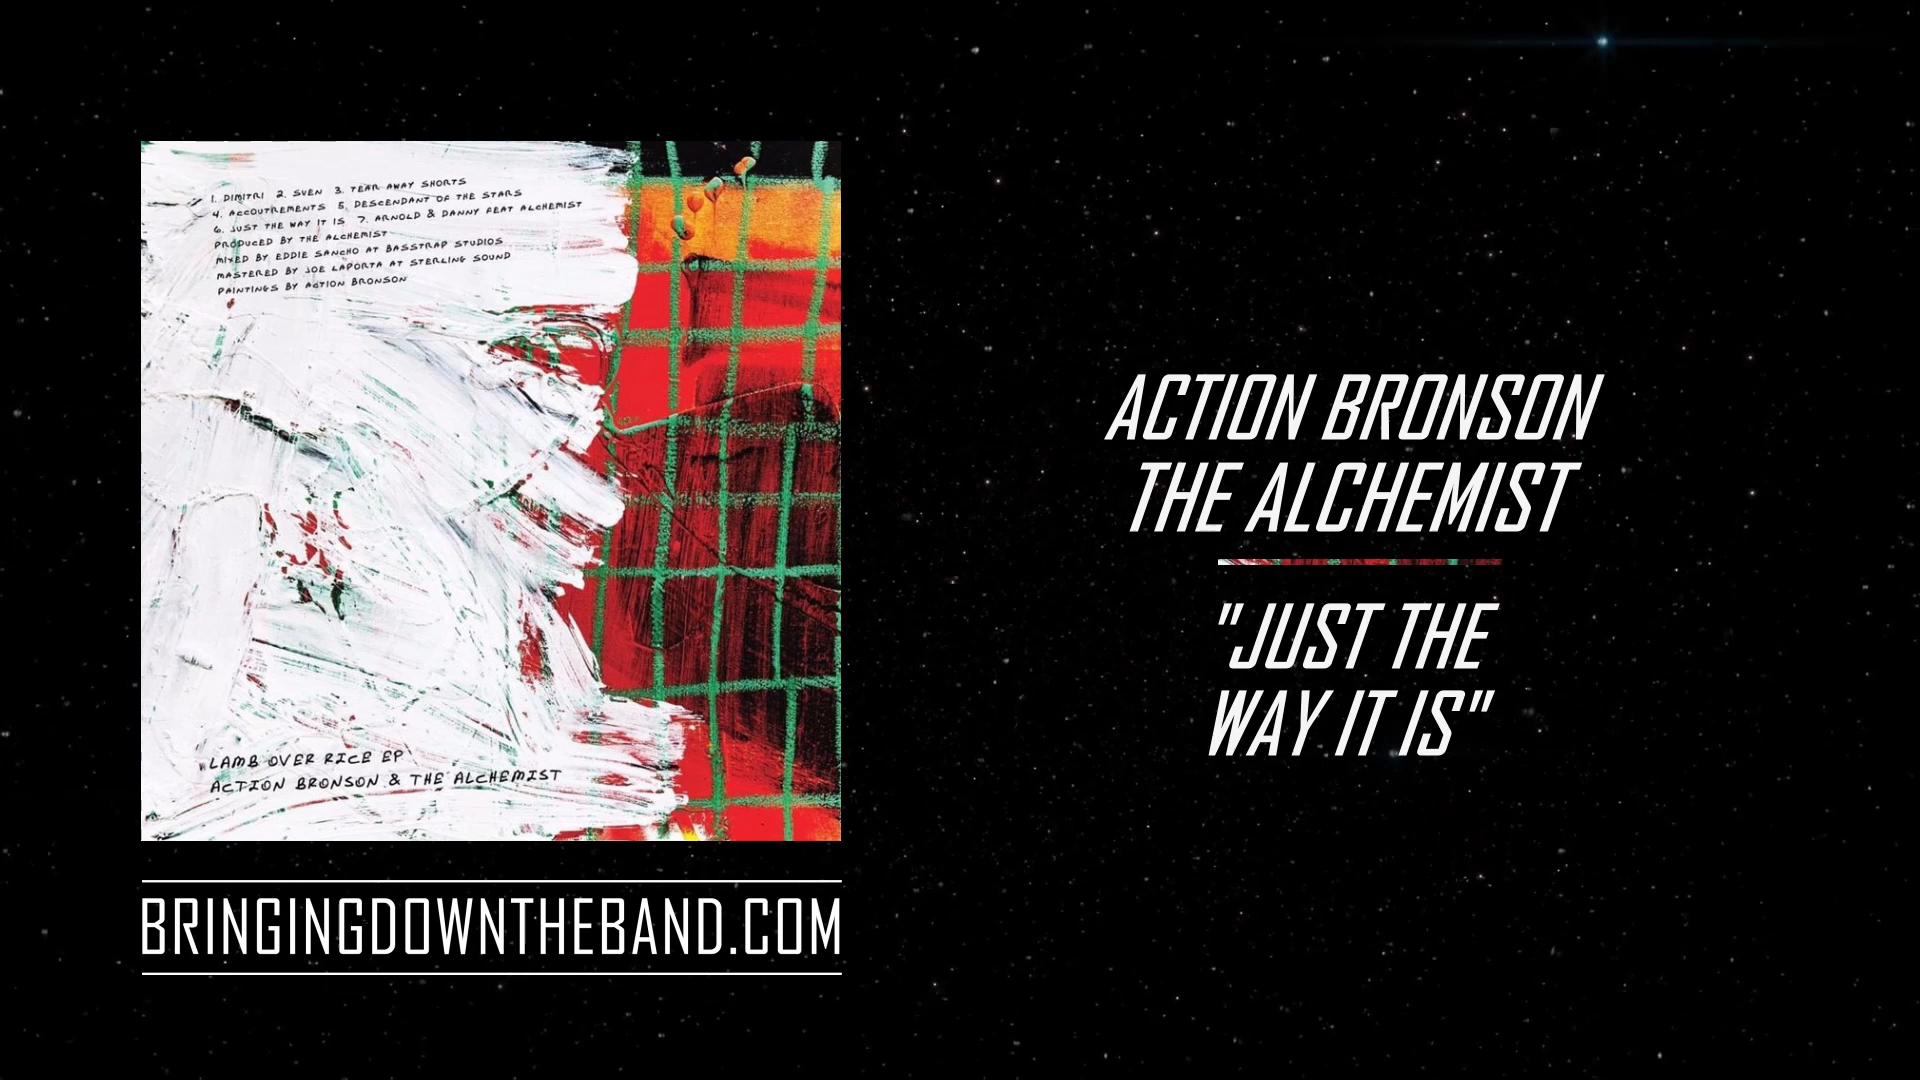 1. DIMITRI 2. SVEN 3. TEAR AWAY SHORTS
4. ACCOUTREMENTS 5. DESCENDANT OF THE STARS
6. JUST THE WAY IT IS 7. ARNOLD & DANNY FEAT ALCHEMIST
PRODUCED BY THE ALCHEMIST
MIXED BY EDDIE SANCHO AT BASSTRAP STUDIOS
MASTERED BY JOE LAPORTA AT STERLING SOUND
PAINTINGS BY ACTION BRONSON
LAMB OVER RICE EP
ACTION BRONSON & THE ALCHEMIST
BRINGINGDOWNTHEBAND.COM
ACTION BRONSON
THE ALCHEMIST
"JUST THE
WAY IT IS"